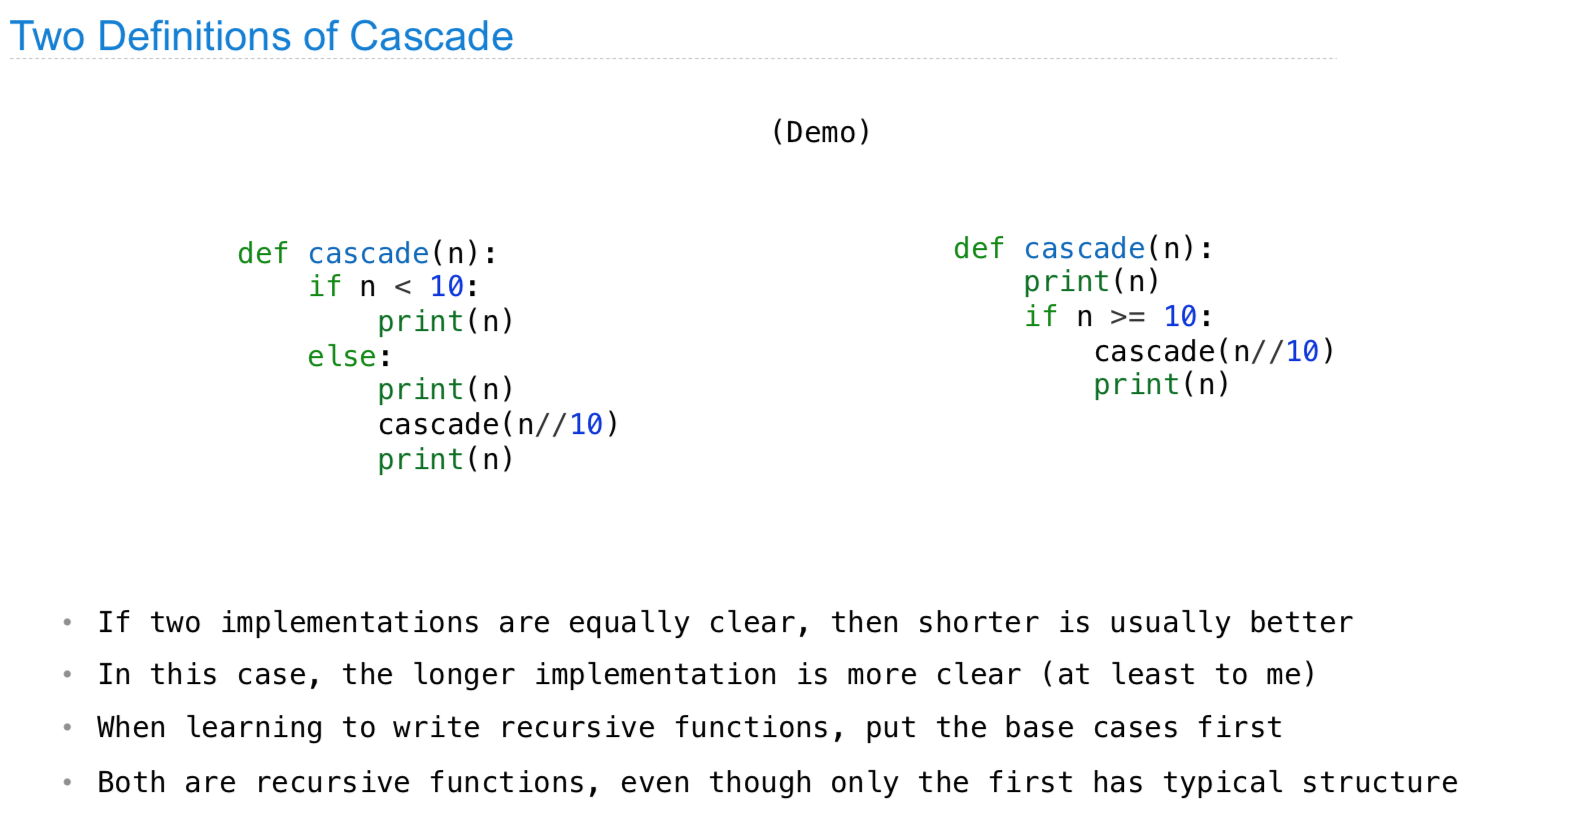 Two Definitions of Cascade
(Demo)
def cascade(n):
    if n < 10:
        print(n)
    else:
        print(n)
        cascade(n//10)
        print(n)
def cascade(n):
    print(n)
    if n >= 10:
        cascade(n//10)
        print(n)
• If two implementations are equally clear, then shorter is usually better
• In this case, the longer implementation is more clear (at least to me)
• When learning to write recursive functions, put the base cases first
• Both are recursive functions, even though only the first has typical structure